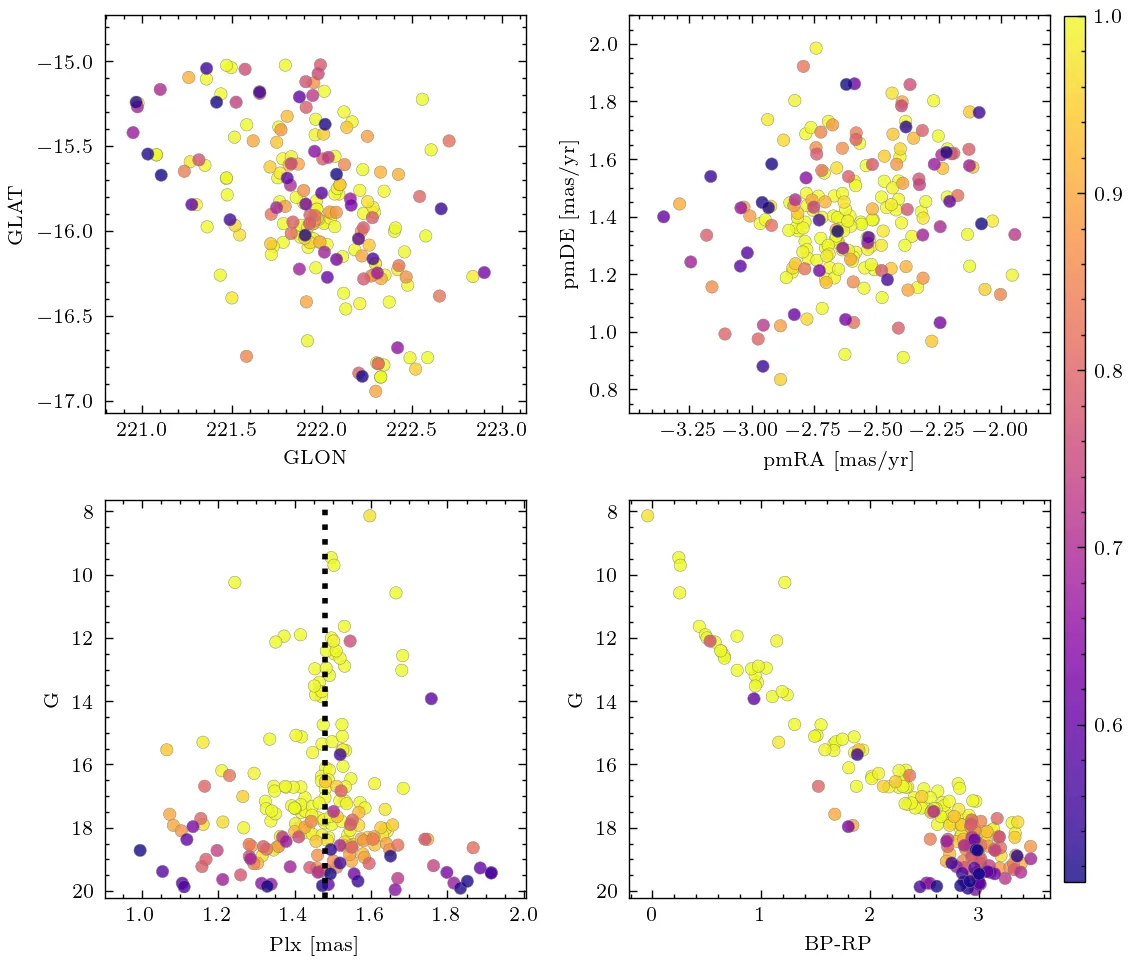 −15.0
−15.5
−16.0
−16.5
−17.0
GLAT
221.0 221.5 222.0 222.5 223.0
GLON
2.0
1.8
1.6
1.4
1.2
1.0
0.8
pmDE [mas/yr]
−3.25 −3.00 −2.75 −2.50 −2.25 −2.00
pmRA [mas/yr]
1.0
0.9
0.8
0.7
0.6
8
10
12
14
16
18
20
G
1.0 1.2 1.4 1.6 1.8 2.0
Plx [mas]
8
10
12
14
16
18
20
G
0 1 2 3
BP-RP